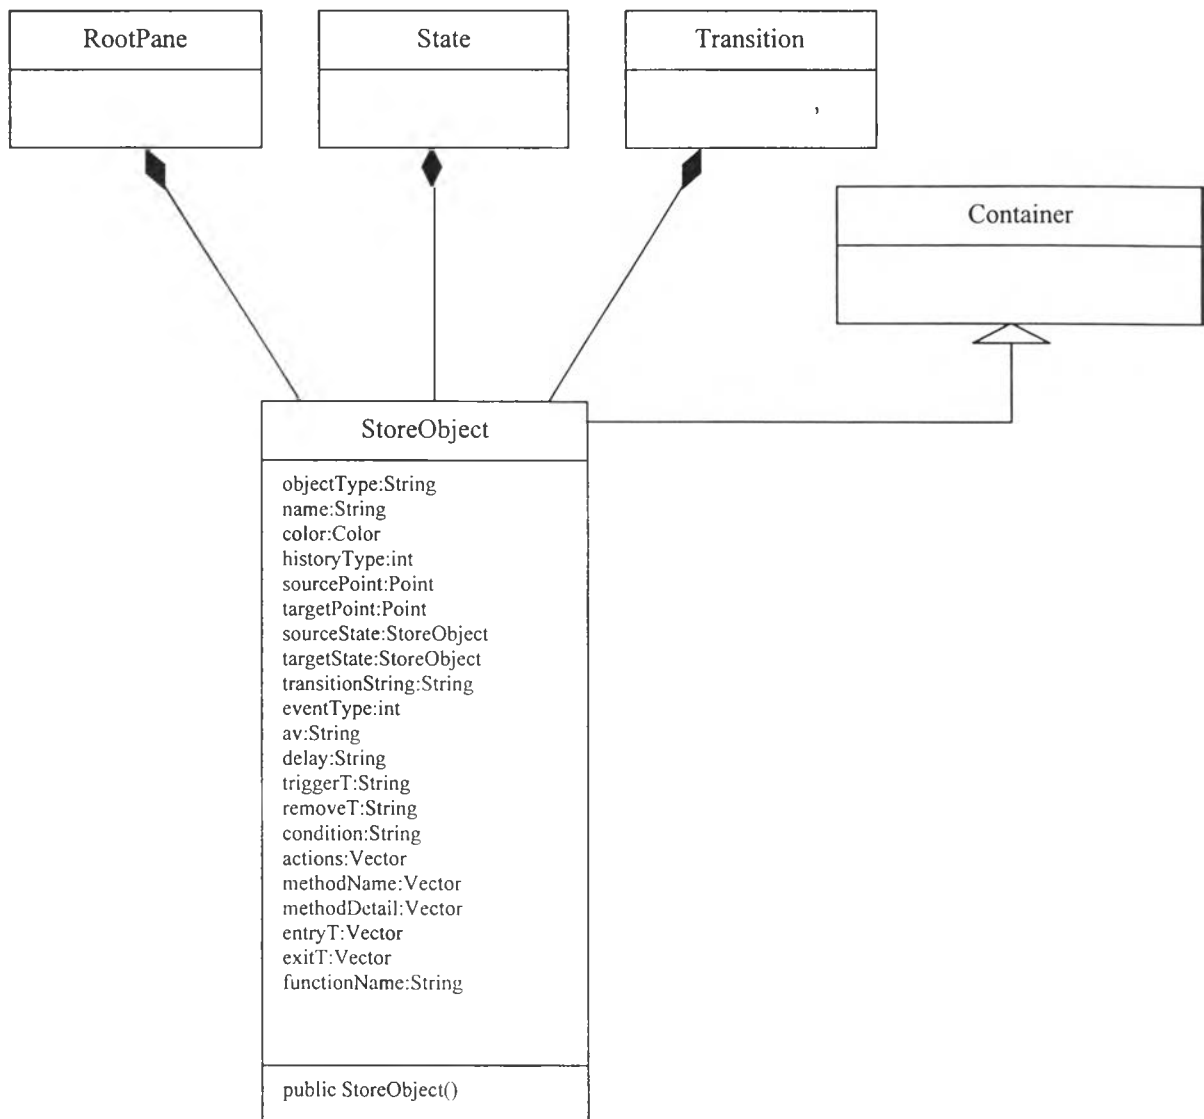 RootPane
State
Transition
,
Container
StoreObject
objectType:String
name:String
color:Color
historyType:int
sourcePoint:Point
targetPoint:Point
sourceState:StoreObject
targetState:StoreObject
transitionString:String
eventType:int
av:String
delay:String
triggerT:String
removeT:String
condition:String
actions:Vector
methodName:Vector
methodDetail:Vector
entryT:Vector
exitT:Vector
functionName:String
public StoreObject()